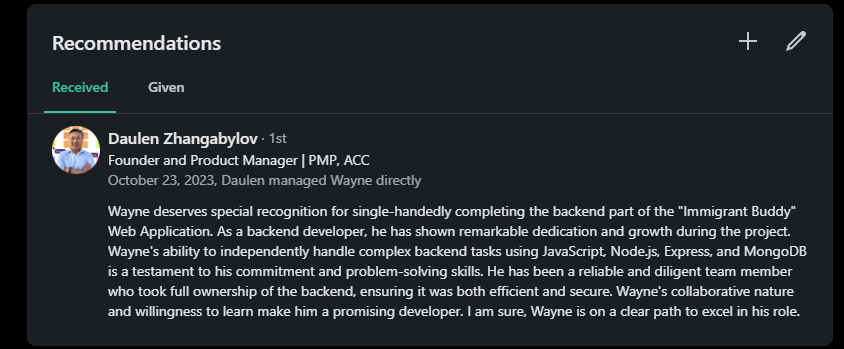 Recommendations
Received
Given
Daulen Zhangabylov · 1st
Founder and Product Manager | PMP, ACC
October 23, 2023, Daulen managed Wayne directly
Wayne deserves special recognition for single-handedly completing the backend part of the "Immigrant Buddy"
Web Application. As a backend developer, he has shown remarkable dedication and growth during the project.
Wayne's ability to independently handle complex backend tasks using JavaScript, Node.js, Express, and MongoDB
is a testament to his commitment and problem-solving skills. He has been a reliable and diligent team member
who took full ownership of the backend, ensuring it was both efficient and secure. Wayne's collaborative nature
and willingness to learn make him a promising developer. I am sure, Wayne is on a clear path to excel in his role.